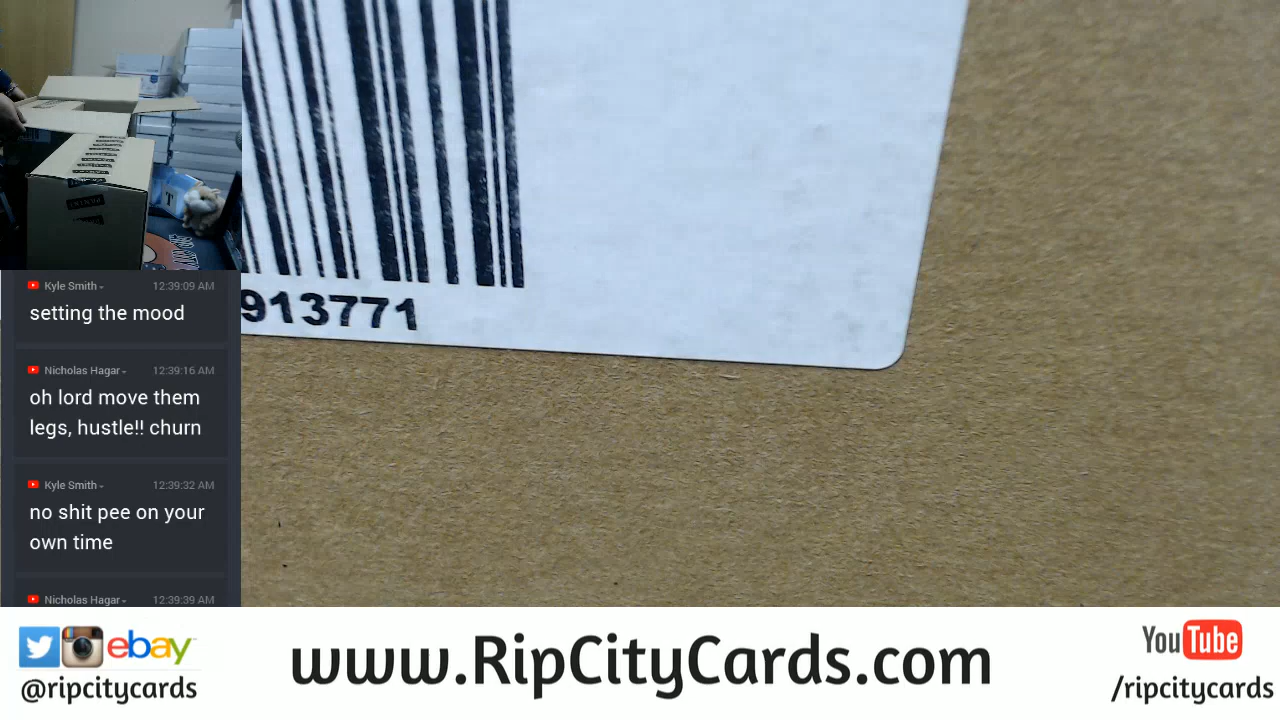 Kyle Smith 12:39:09 AM
setting the mood
Nicholas Hagar 12:39:16 AM
oh lord move them
legs, hustle!! churn
Kyle Smith 12:39:32 AM
no shit pee on your
own time
Nicholas Hagar 12:39:39 AM
913771
ebay
@ripcitycards
www.RipCityCards.com
YouTube
/ripcitycards